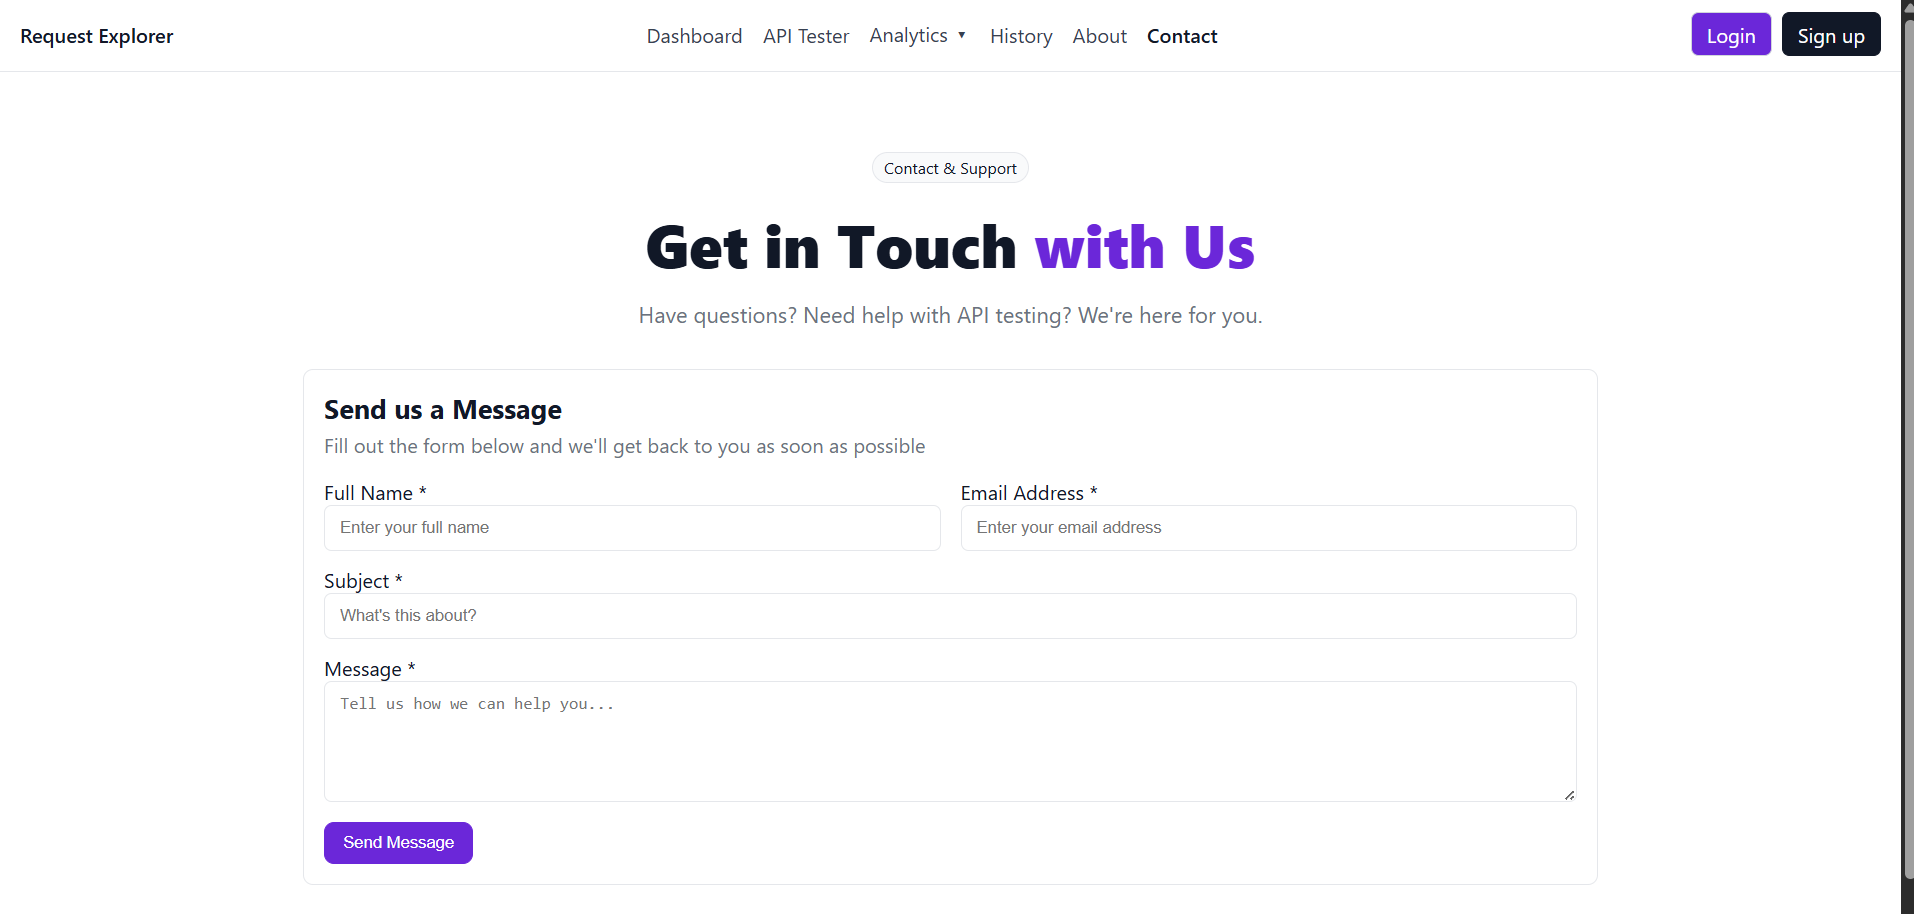 Request Explorer
Dashboard API Tester Analytics ▼ History About Contact
Login Sign up
Contact & Support
Get in Touch with Us
Have questions? Need help with API testing? We're here for you.
Send us a Message
Fill out the form below and we'll get back to you as soon as possible
Full Name *
Enter your full name
Email Address *
Enter your email address
Subject *
What's this about?
Message *
Tell us how we can help you...
Send Message